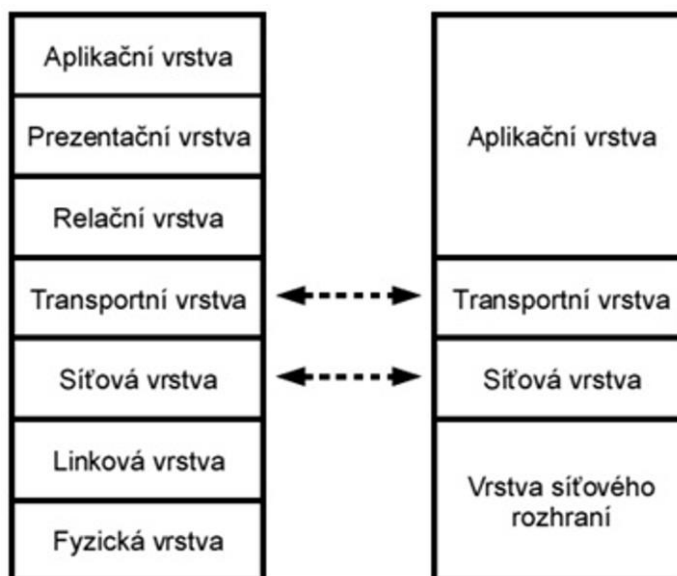 Aplikační vrstva
Prezentační vrstva
Relační vrstva
Transportní vrstva
Síťová vrstva
Linková vrstva
Fyzická vrstva
Aplikační vrstva
Transportní vrstva
Síťová vrstva
Vrstva síťového
rozhraní